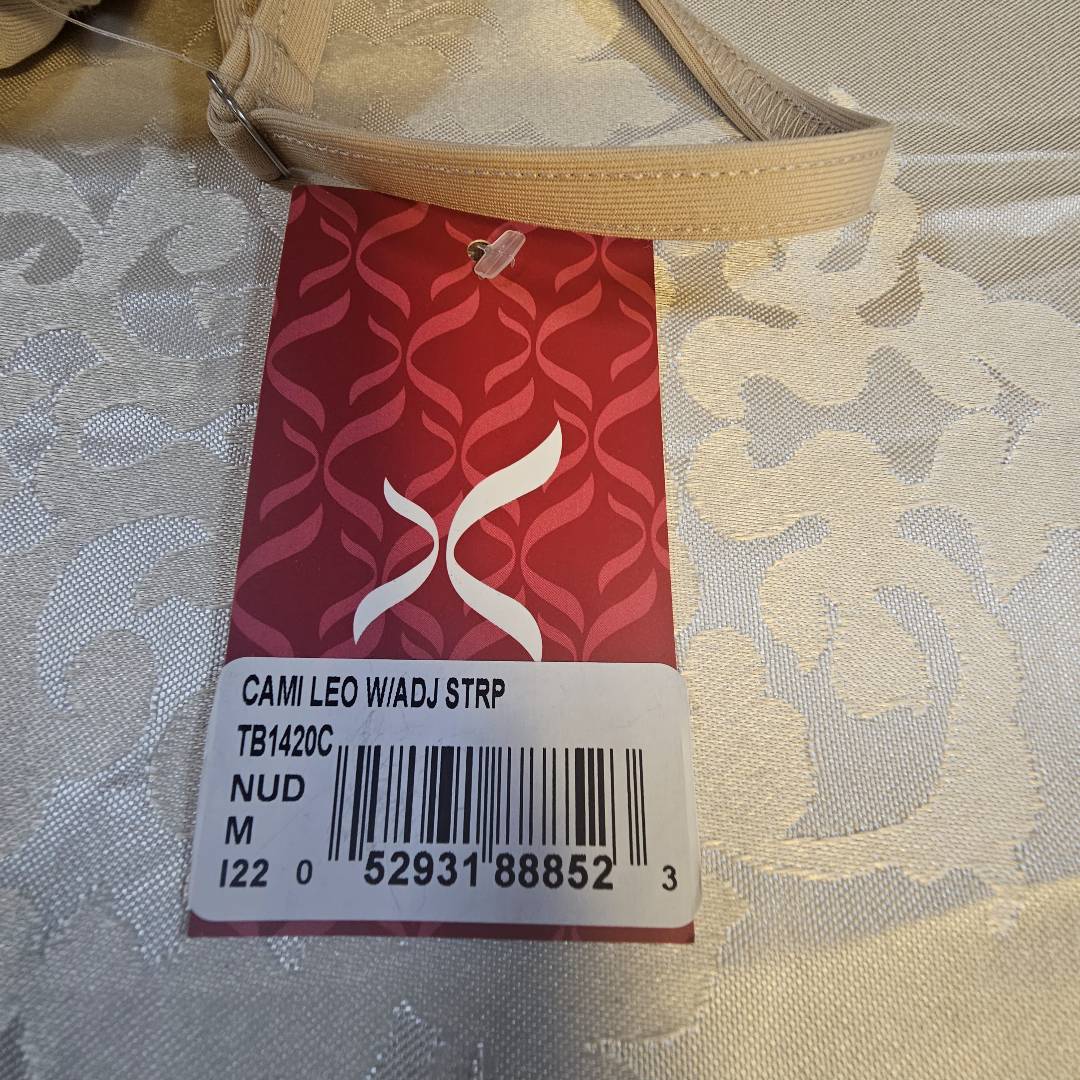 CAMI LEO W/ADJ STRP
TB1420C
NUD
M
I22 0 52931 88852 3